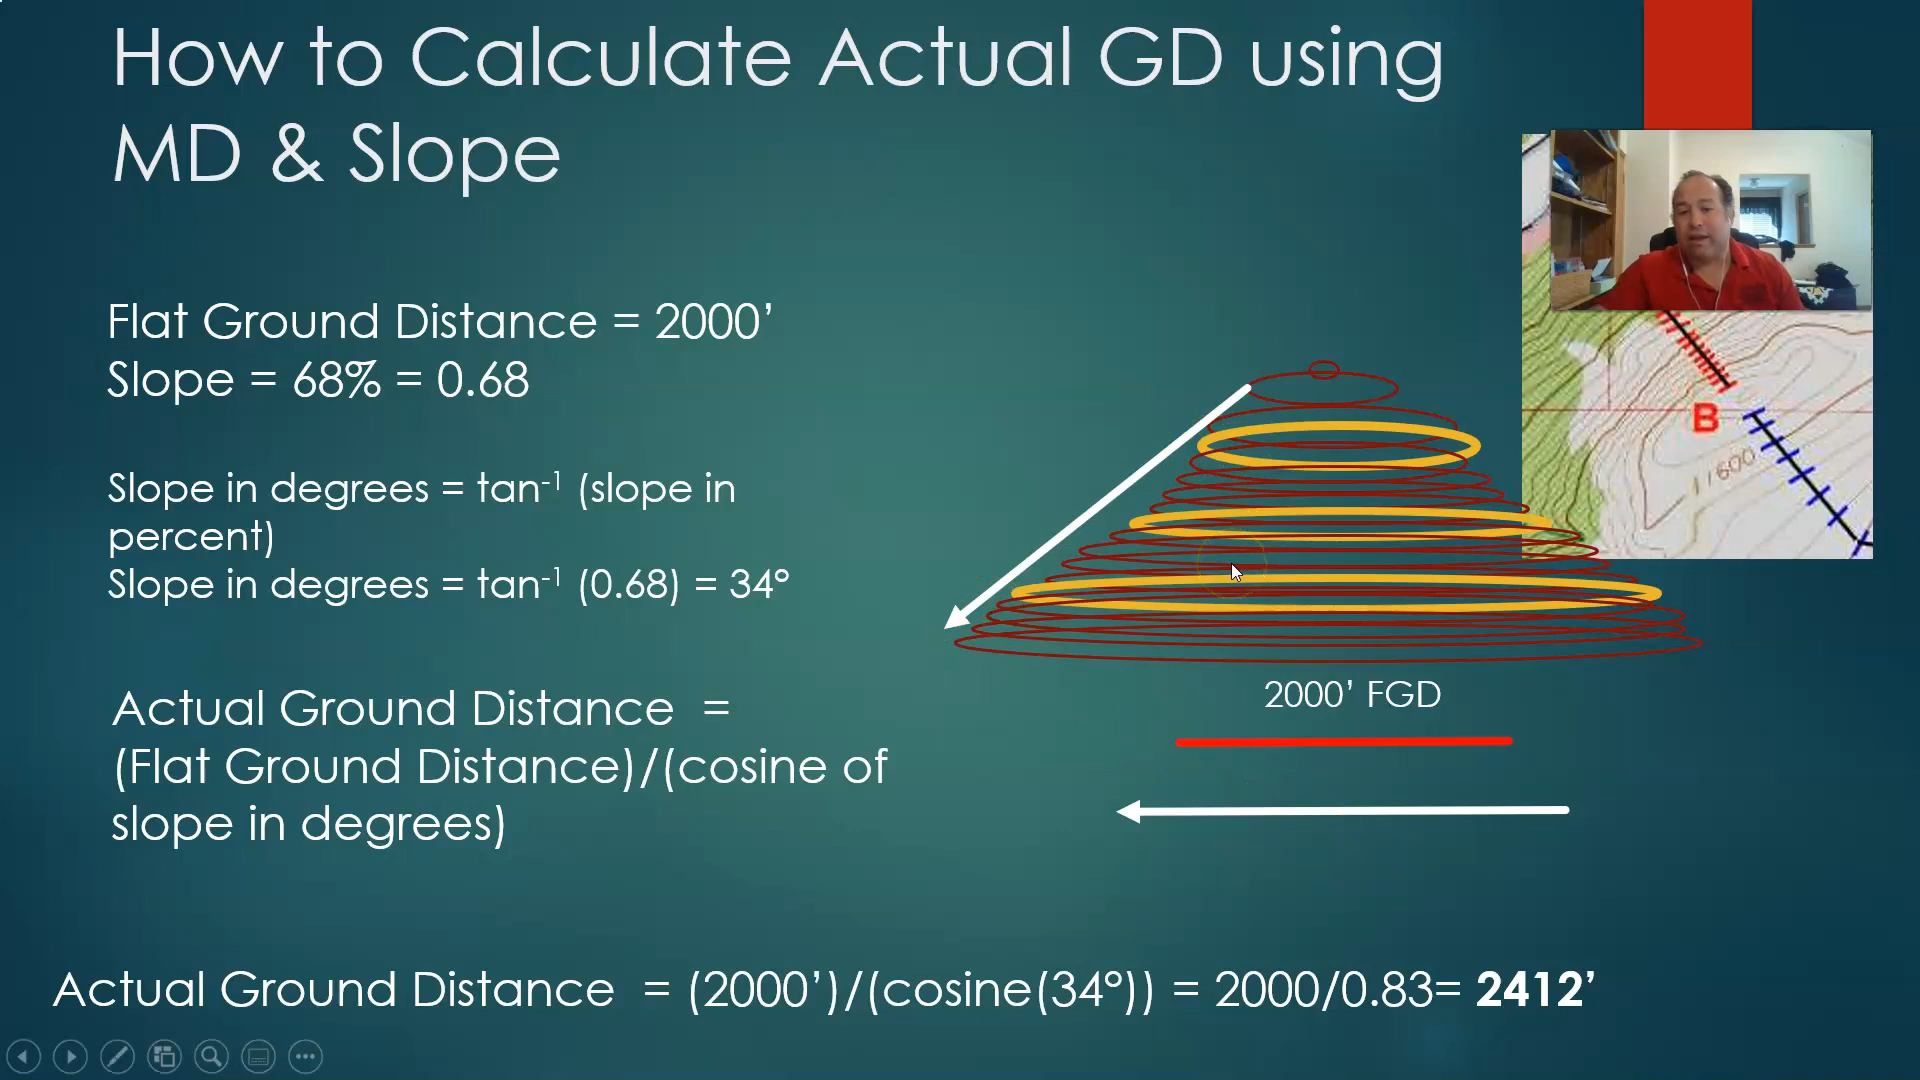 How to Calculate Actual GD using
MD & Slope
Flat Ground Distance = 2000’
Slope = 68% = 0.68
Slope in degrees = tan⁻¹ (slope in
percent)
Slope in degrees = tan⁻¹ (0.68) = 34°
Actual Ground Distance =
(Flat Ground Distance)/(cosine of
slope in degrees)
B
11600
2000’ FGD
Actual Ground Distance = (2000’)/(cosine(34°)) = 2000/0.83= 2412’